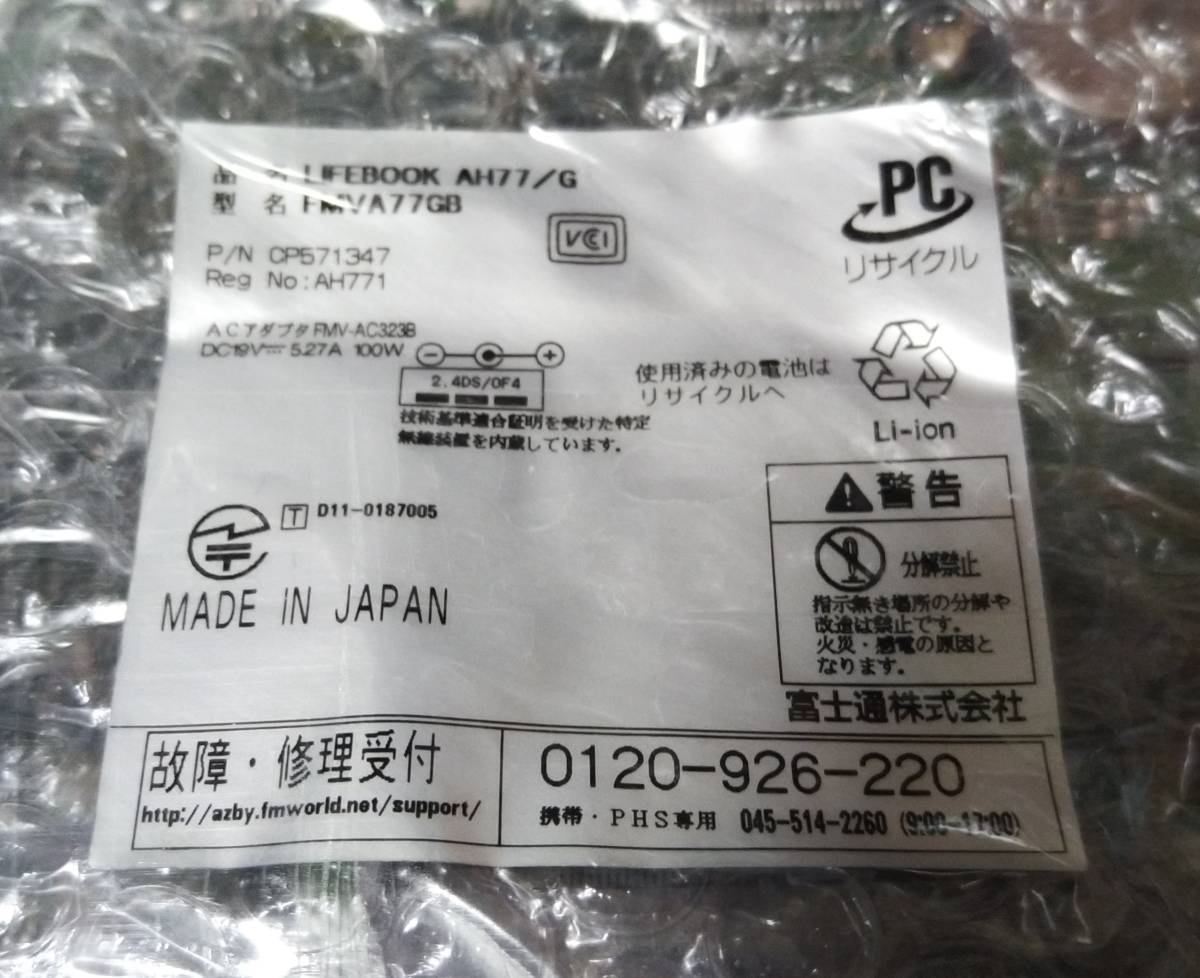 品 名 LIFEBOOK AH77/G
型 名 FMVA77GB
VCI
PC
リサイクル
P/N CP571347
Reg No:AH771
ACアダプタ FMV-AC323B
DC19V⎓ 5.27A 100W
2.4DS/OF4
技術基準適合証明を受けた特定
無線装置を内蔵しています。
使用済みの電池は
リサイクルへ
Li-ion
警告
分解禁止
指示無き場所の分解や
改造は禁止です。
火災・感電の原因と
なります。
T D11-0187005
MADE iN JAPAN
富士通株式会社
故障・修理受付
http://azby.fmworld.net/support/
0120-926-220
携帯・PHS専用 045-514-2260 (9:00-17:00)